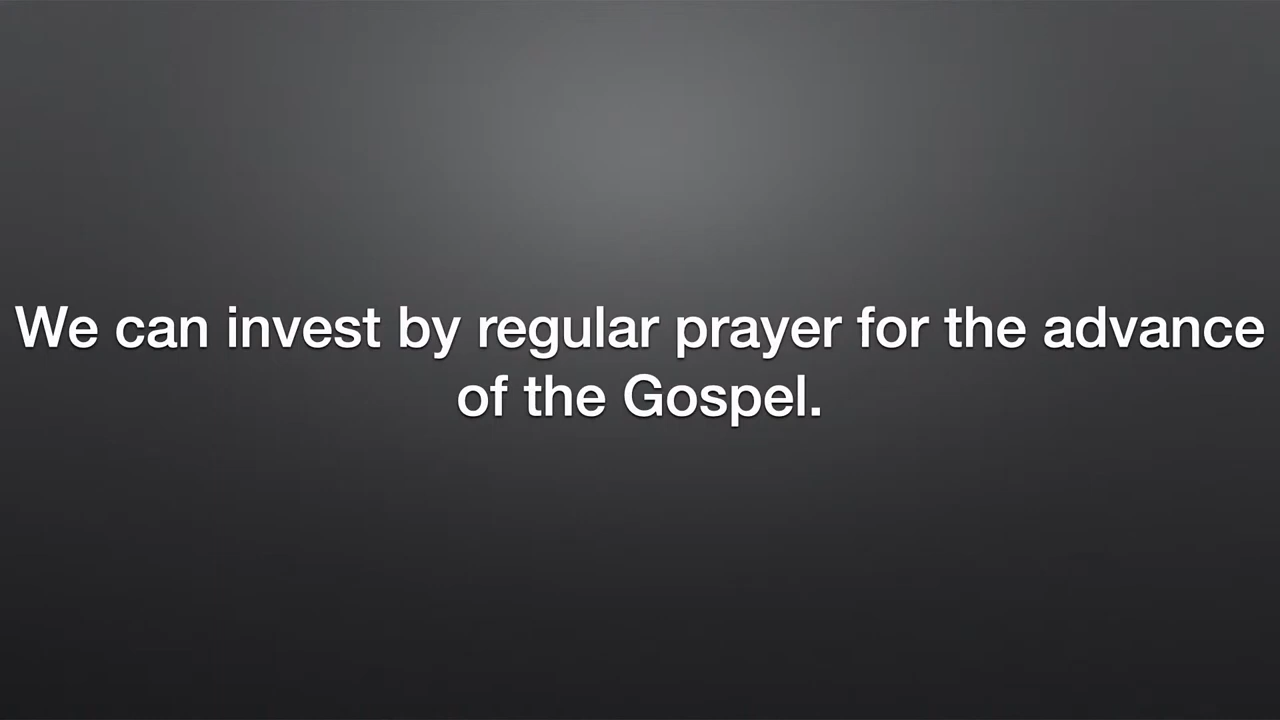 We can invest by regular prayer for the advance
of the Gospel.